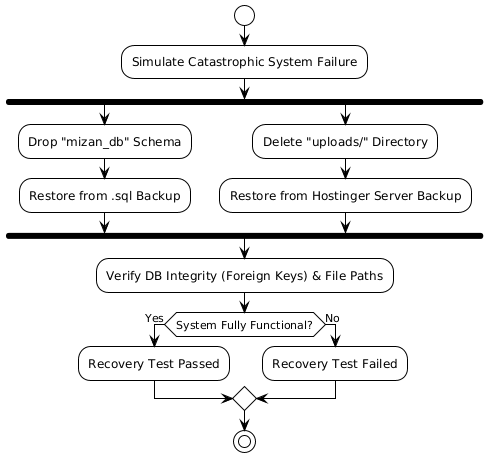 Simulate Catastrophic System Failure
Drop "mizan_db" Schema
Delete "uploads/" Directory
Restore from .sql Backup
Restore from Hostinger Server Backup
Verify DB Integrity (Foreign Keys) & File Paths
Yes
System Fully Functional?
No
Recovery Test Passed
Recovery Test Failed